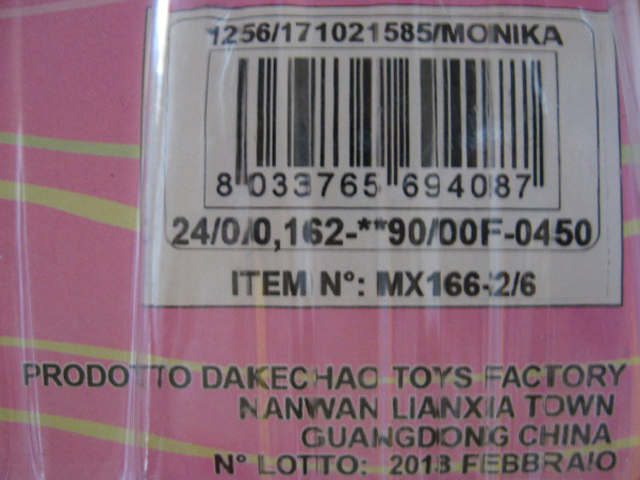 1256/171021585/MONIKA
8 033765 694087
24/0/0,162-**90/00F-0450
ITEM N°: MX166-2/6
PRODOTTO DAKECHAO TOYS FACTORY
NANWAN LIANXIA TOWN
GUANGDONG CHINA
N° LOTTO: 2018 FEBBRAIO